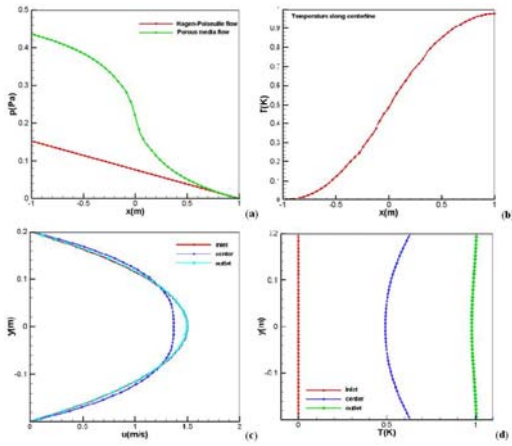 Hagen-Poiseuille flow
Porous media flow
p(Pa)
0.5
0.4
0.3
0.2
0.1
0
-1
-0.5
0
0.5
1
x(m)
(a)
Temperature along centerline
T(K)
1
0.9
0.8
0.7
0.6
0.5
0.4
0.3
0.2
0.1
0
-1
-0.5
0
0.5
1
x(m)
(b)
inlet
center
outlet
y(m)
0.2
0.1
0
-0.1
0
0.5
1
1.5
2
u(m/s)
(c)
y(m)
0.1
0
-0.1
inlet
center
outlet
0
0.5
1
T(K)
(d)